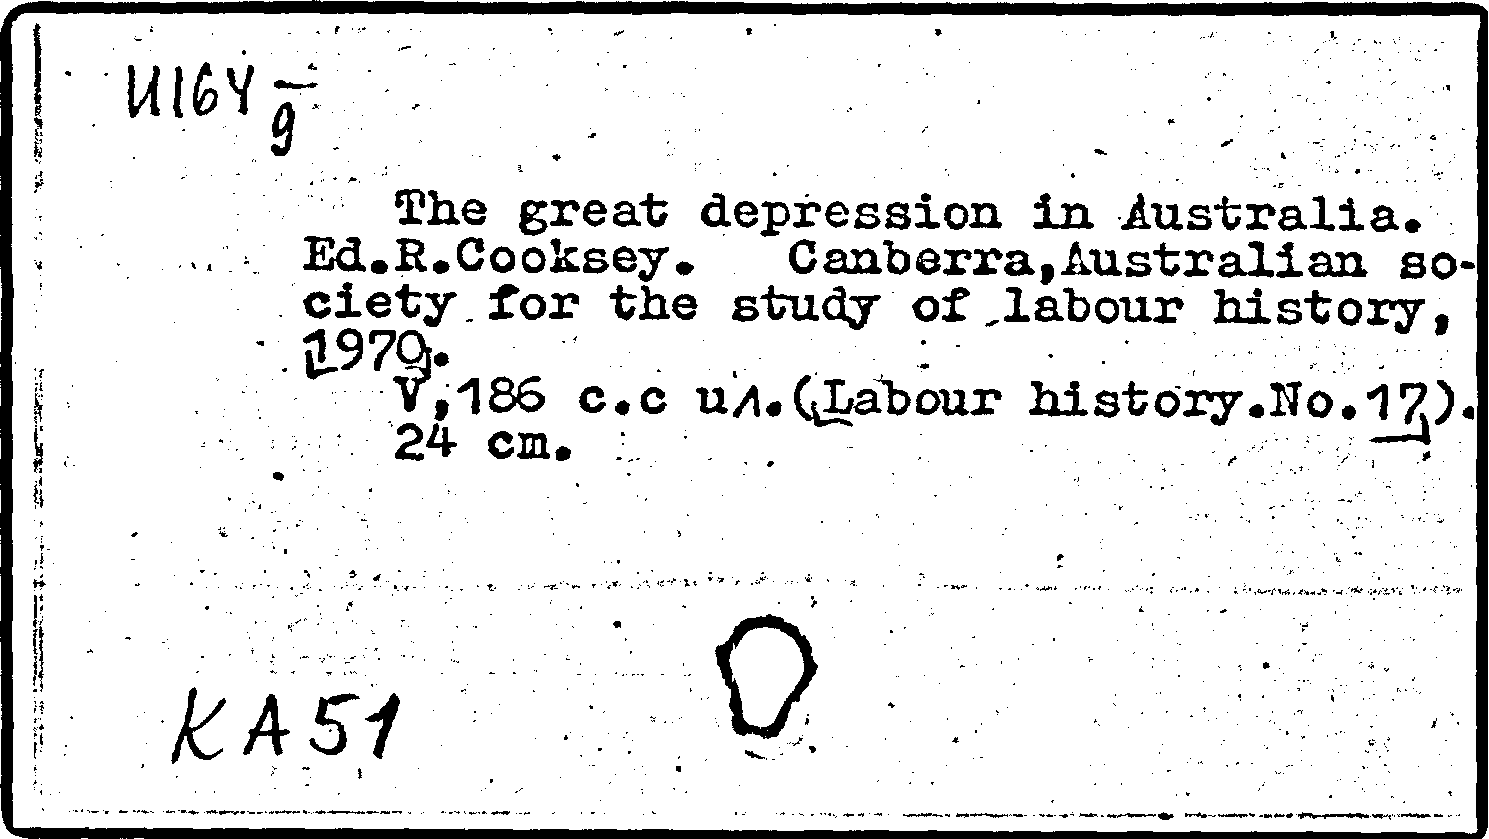 И164 —
9
The great depression in Australia.
Ed.R.Cooksey. Canberra,Australian so-
ciety for the study of labour history,
1970.
V,186 с.с ил.(Labour history.No.17).
24 cm.
KA51